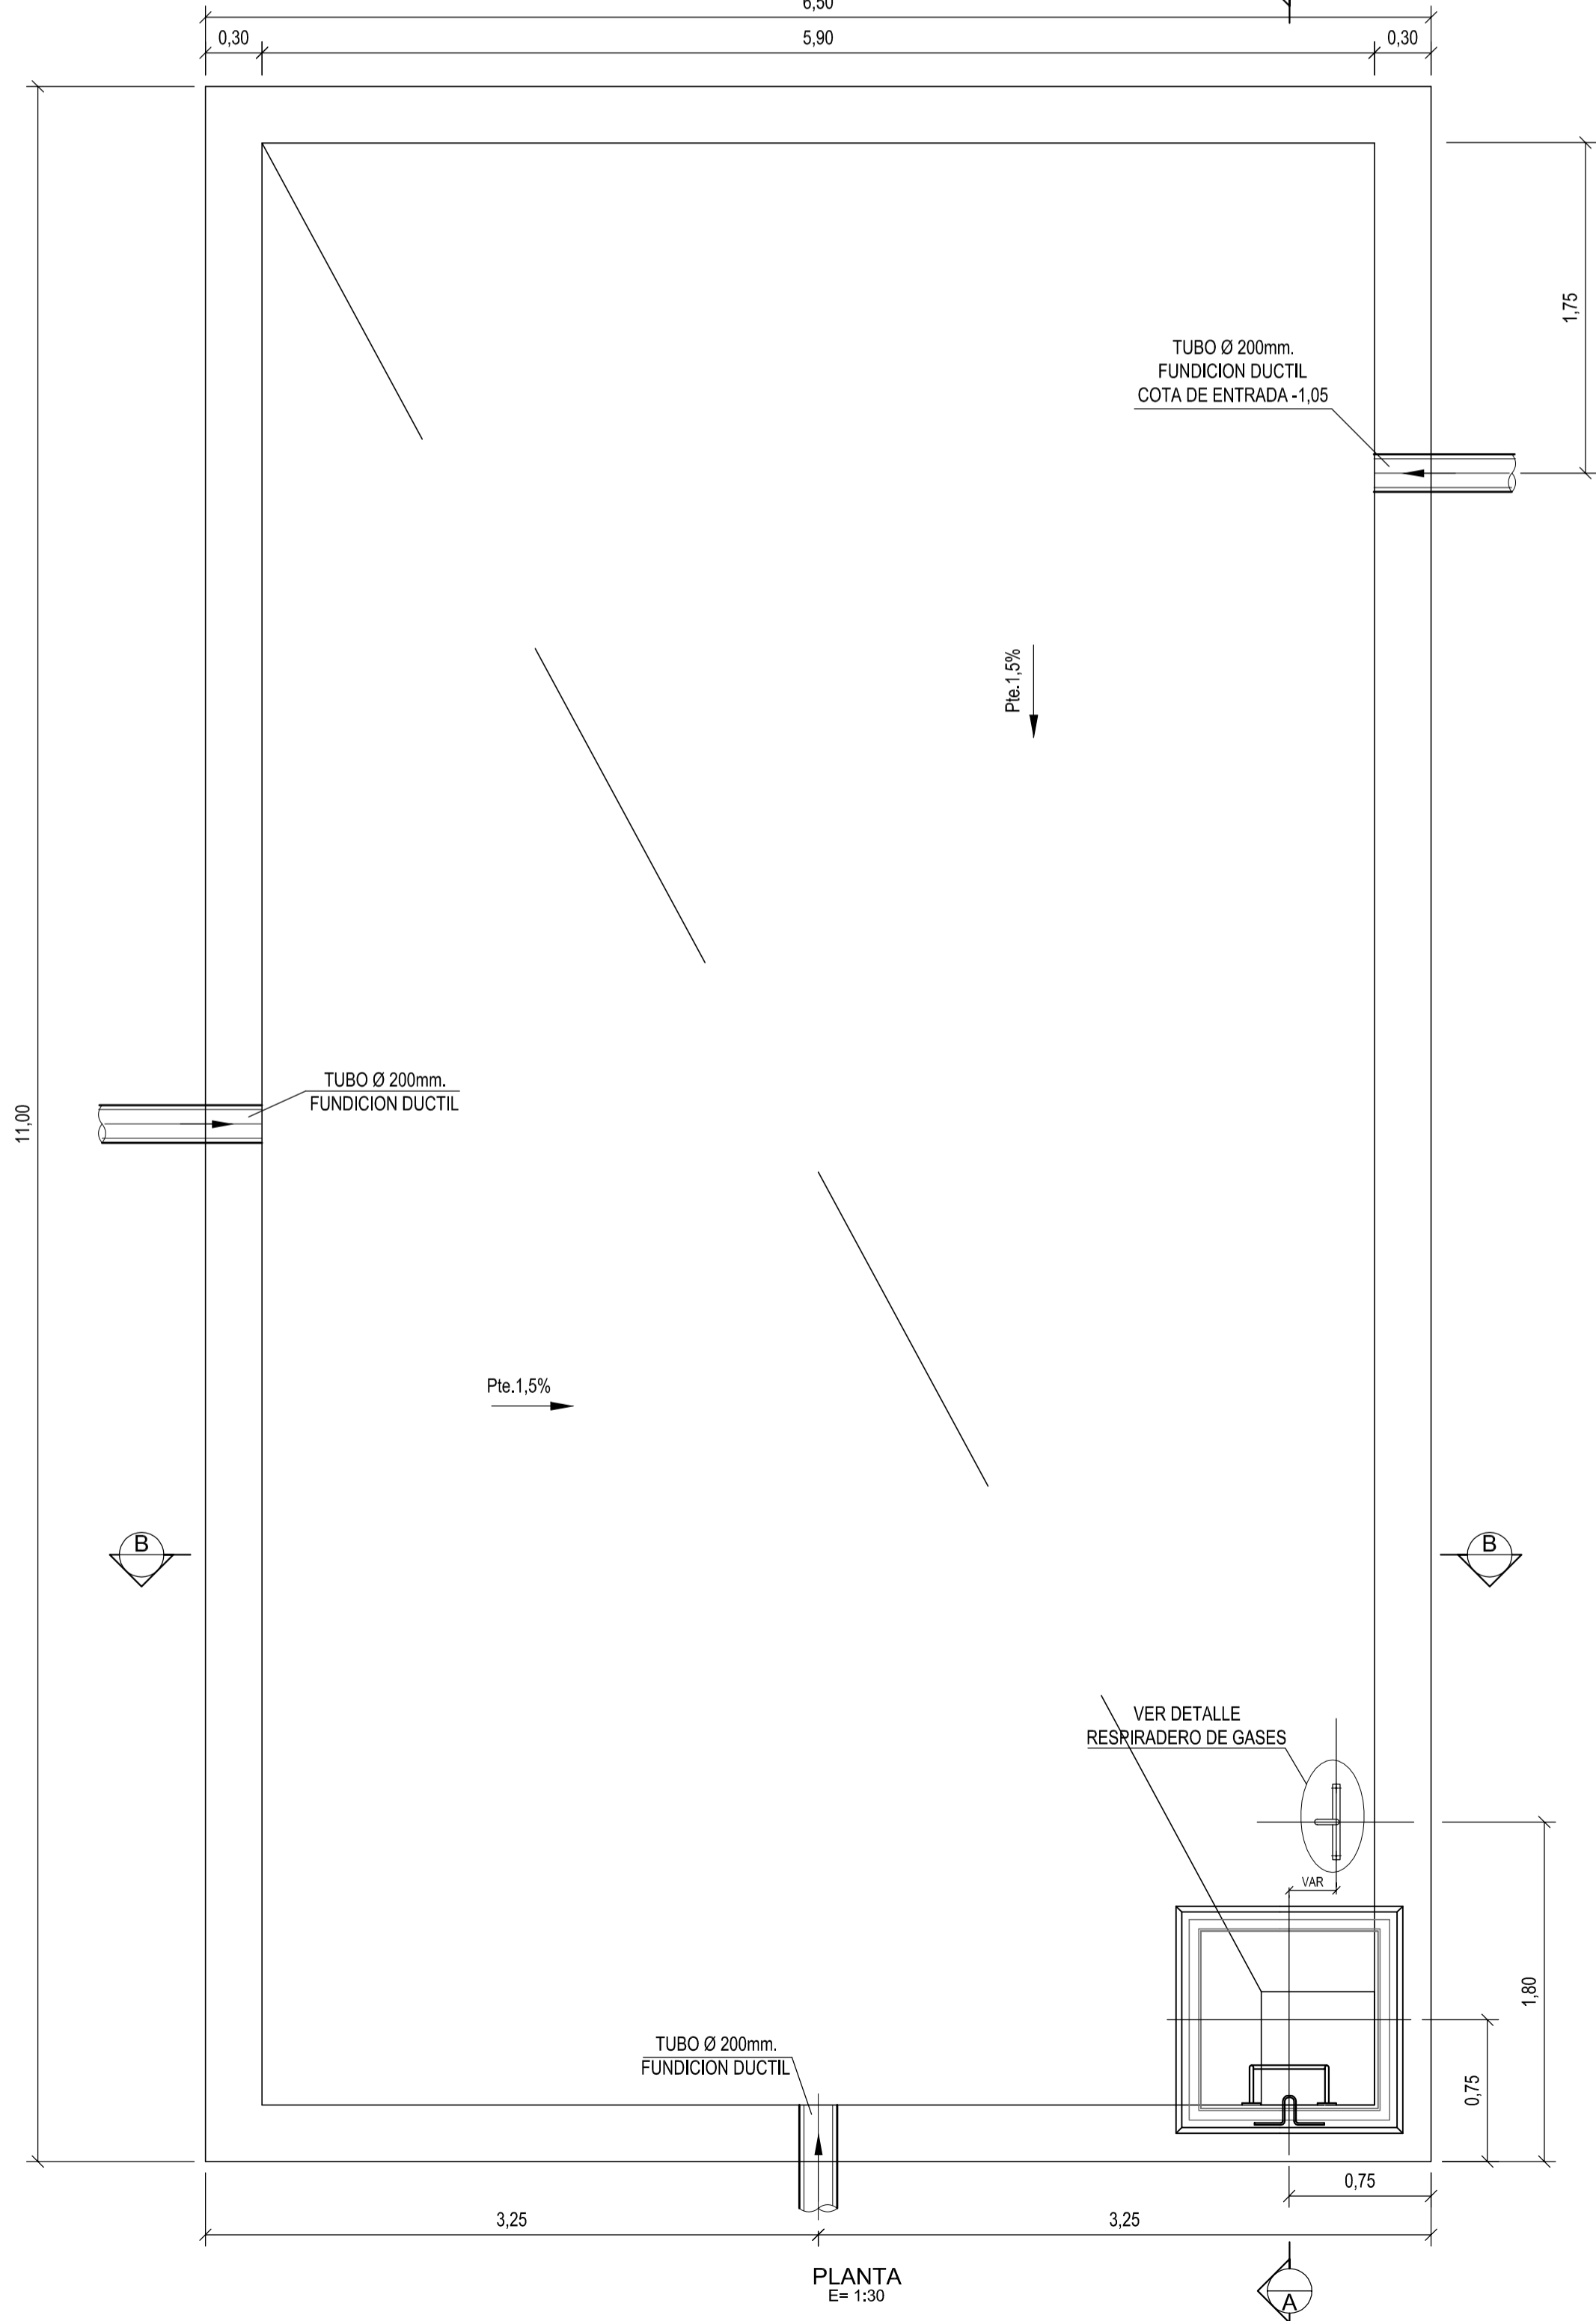 6,50
0,30
5,90
0,30
1,75
TUBO Ø 200mm.
FUNDICION DUCTIL
COTA DE ENTRADA -1,05
Pte.1,5%
TUBO Ø 200mm.
FUNDICION DUCTIL
11,00
Pte.1,5%
B
B
VER DETALLE
RESPIRADERO DE GASES
VAR
1,80
TUBO Ø 200mm.
FUNDICION DUCTIL
0,75
0,75
3,25
3,25
PLANTA
E= 1:30
A